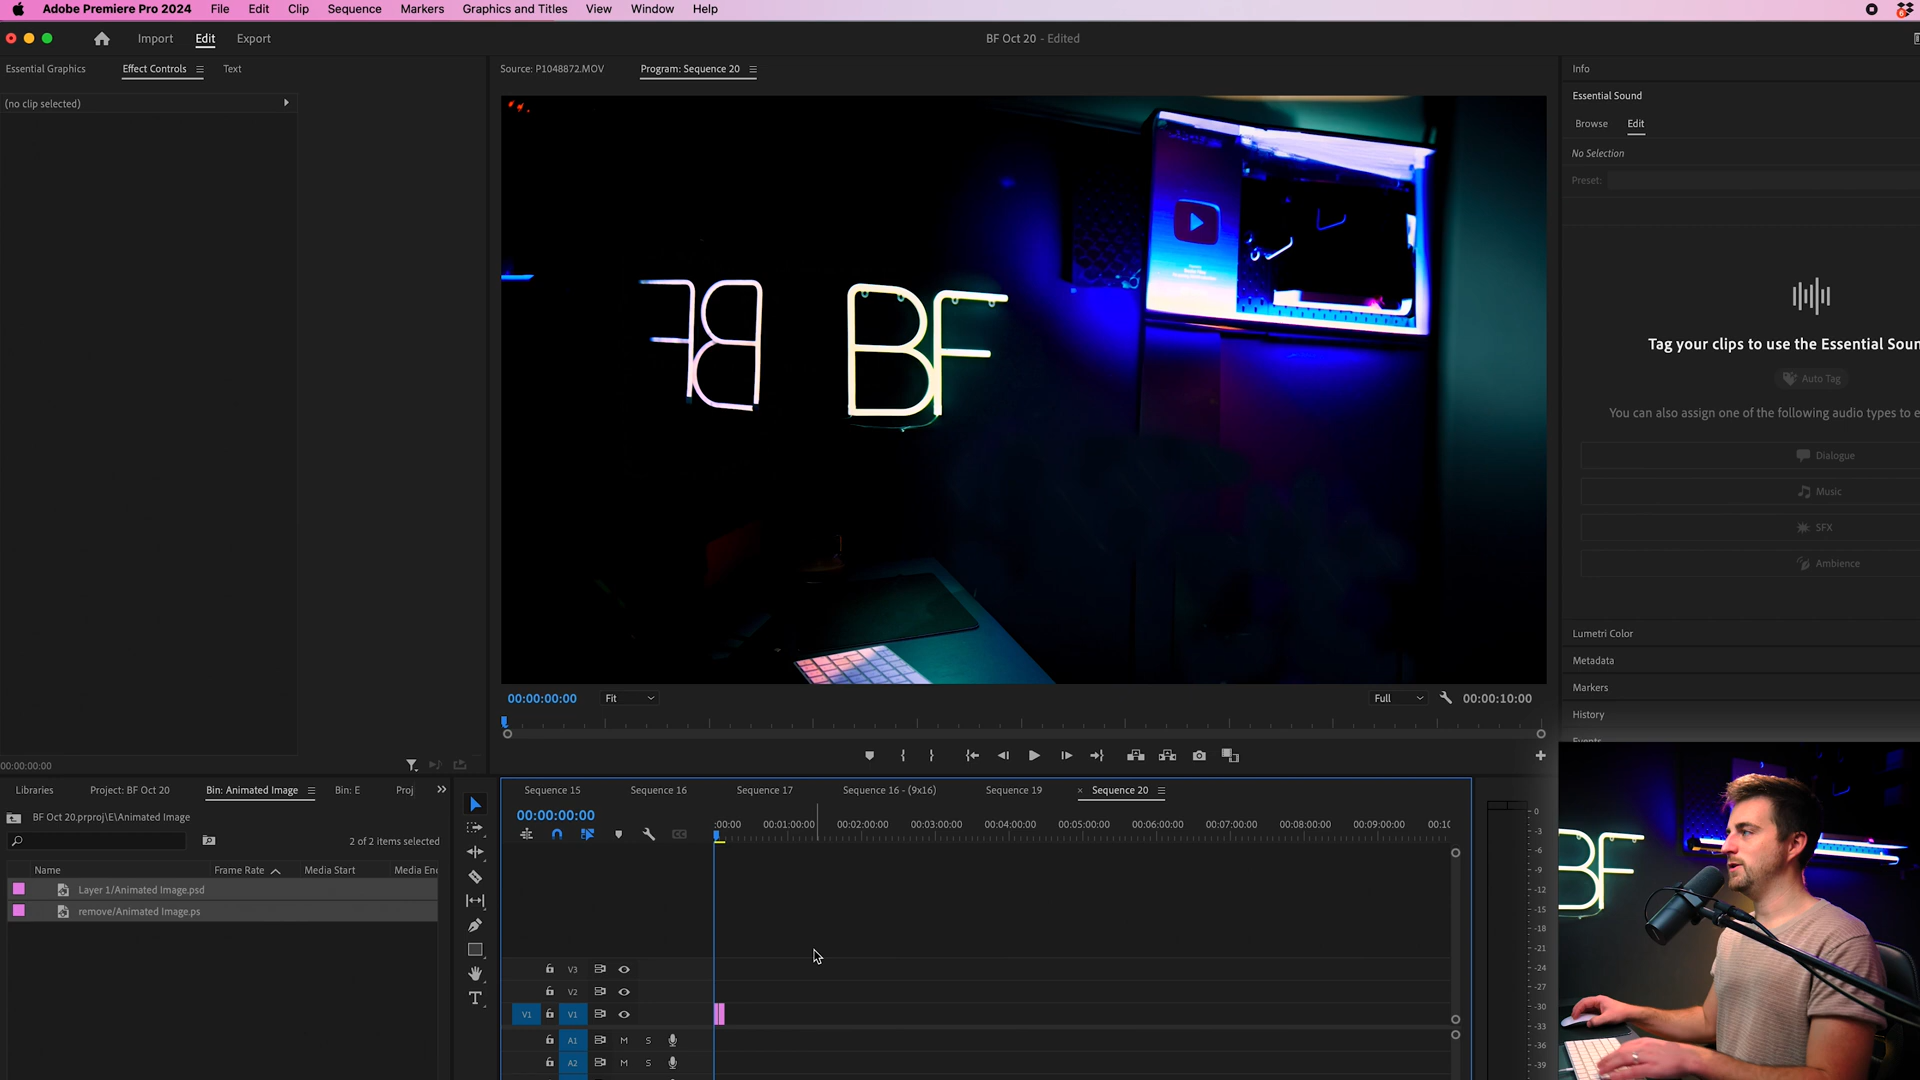 Adobe Premiere Pro 2024 File Edit Clip Sequence Markers Graphics and Titles View Window Help
Import Edit Export BF Oct 20 - Edited
Essential Graphics Effect Controls Text Source: P1048872.MOV Program: Sequence 20 Info
Essential Sound
(no clip selected)
Browse Edit
No Selection
Preset:
BF
BF
Tag your clips to use the Essential Soun
Auto Tag
You can also assign one of the following audio types to e
Dialogue
Music
SFX
Ambience
Lumetri Color
Metadata
Markers
History
00:00:00:00 Fit Full 00:00:10:00
00:00:00:00
Libraries Project: BF Oct 20 Bin: Animated Image Bin: E Proj
Sequence 15 Sequence 16 Sequence 17 Sequence 16 - (9x16) Sequence 19 × Sequence 20
BF Oct 20.prproj\E\Animated Image
00:00:00:00
:00:00 00:01:00:00 00:02:00:00 00:03:00:00 00:04:00:00 00:05:00:00 00:06:00:00 00:07:00:00 00:08:00:00 00:09:00:00 00:10
2 of 2 items selected
Name Frame Rate Media Start Media En
Layer 1/Animated Image.psd
remove/Animated Image.ps
V3
V2
V1 V1
A1 M S
A2 M S
0
-3
-6
-9
-12
-15
-18
-21
-24
-27
-30
-33
-36
-39
BF